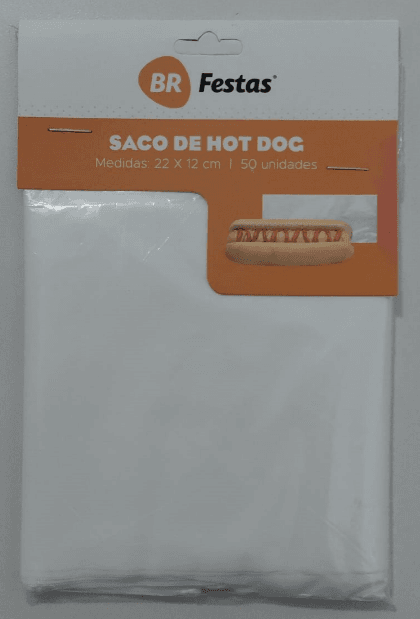 BR Festas®
SACO DE HOT DOG
Medidas: 22 X 12 cm | 50 unidades